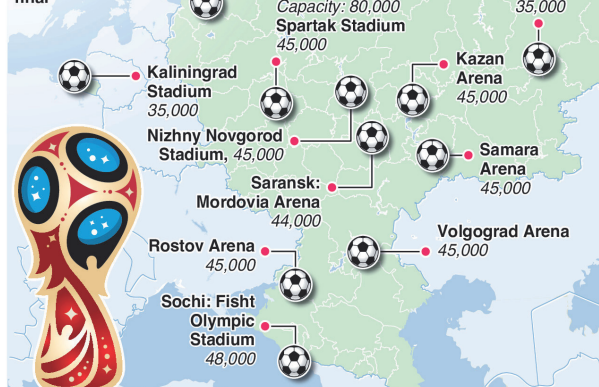 final
Capacity: 80,000
Spartak Stadium
45,000
35,000
Kaliningrad
Stadium
35,000
Kazan
Arena
45,000
Nizhny Novgorod
Stadium, 45,000
Samara
Arena
45,000
Saransk:
Mordovia Arena
44,000
Rostov Arena
45,000
Volgograd Arena
45,000
Sochi: Fisht
Olympic
Stadium
48,000